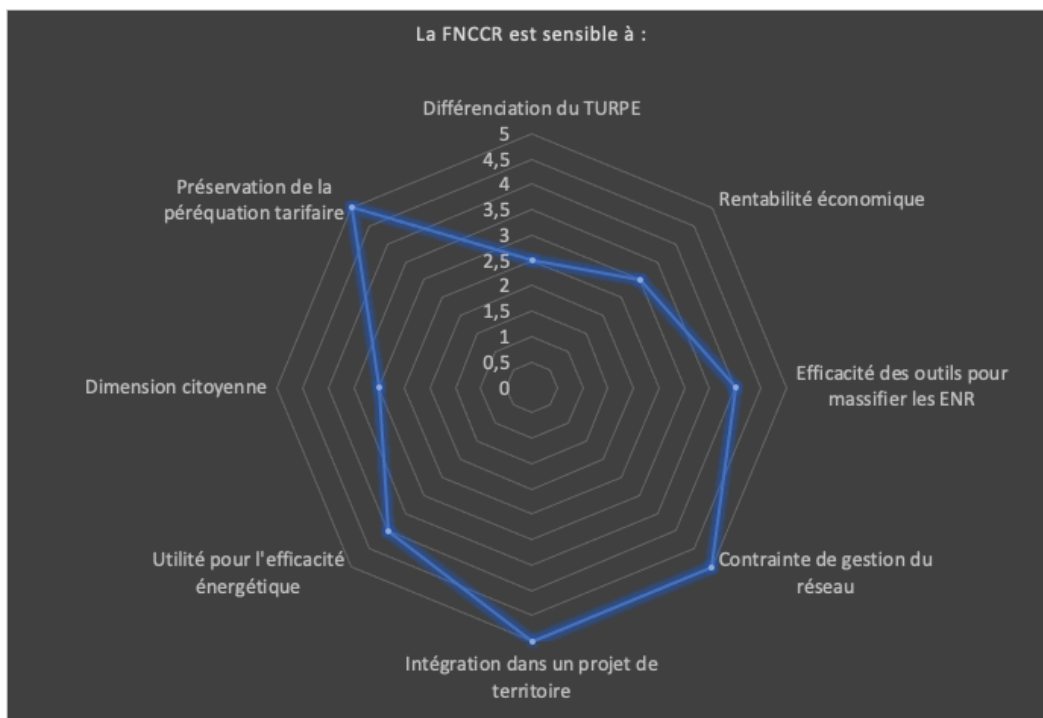 La FNCCR est sensible à :
Différenciation du TURPE
5
4,5
4
3,5
3
2,5
2
1,5
1
0,5
0
Rentabilité économique
Efficacité des outils pour
massifier les ENR
Contrainte de gestion du
réseau
Intégration dans un projet de
territoire
Utilité pour l'efficacité
énergétique
Dimension citoyenne
Préservation de la
péréquation tarifaire